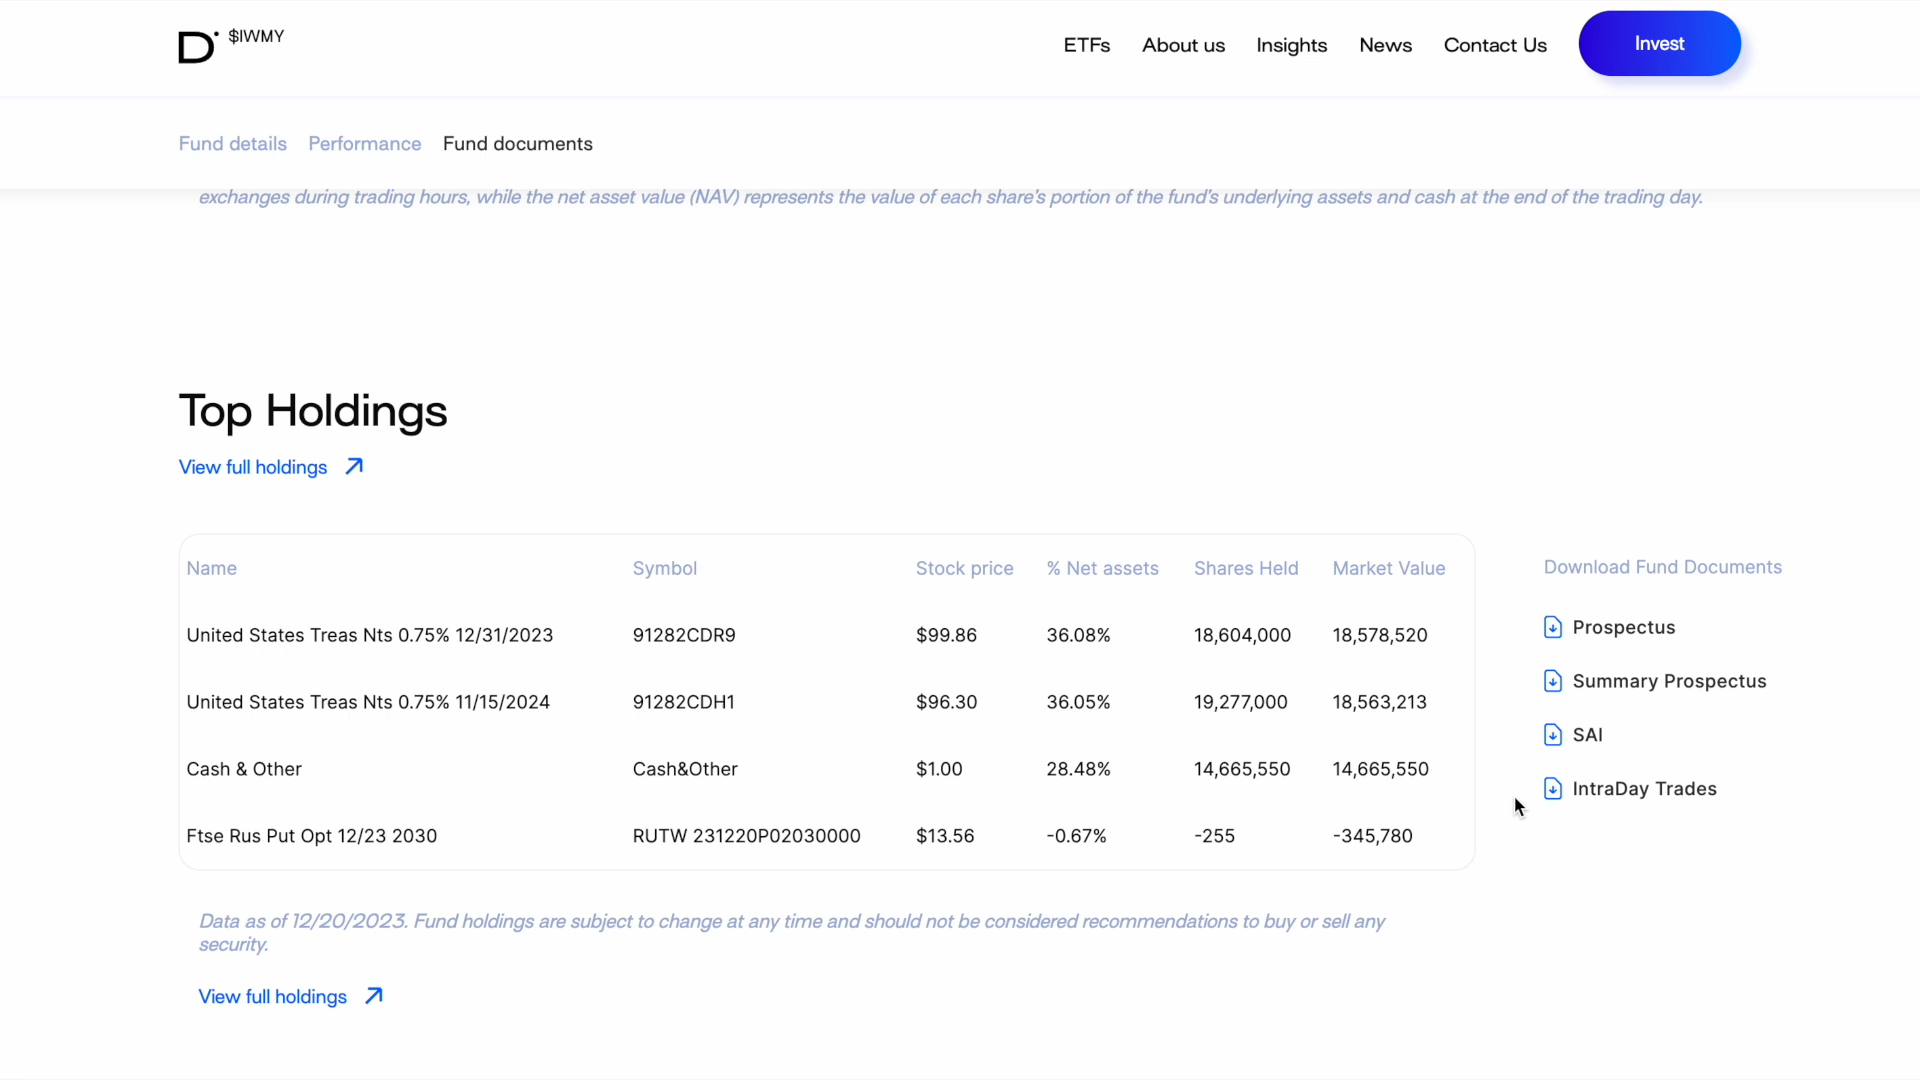 D $IWMY
ETFs About us Insights News Contact Us Invest
Fund details Performance Fund documents
exchanges during trading hours, while the net asset value (NAV) represents the value of each share's portion of the fund's underlying assets and cash at the end of the trading day.
Top Holdings
View full holdings
Name Symbol Stock price % Net assets Shares Held Market Value
United States Treas Nts 0.75% 12/31/2023 91282CDR9 $99.86 36.08% 18,604,000 18,578,520
United States Treas Nts 0.75% 11/15/2024 91282CDH1 $96.30 36.05% 19,277,000 18,563,213
Cash & Other Cash&Other $1.00 28.48% 14,665,550 14,665,550
Ftse Rus Put Opt 12/23 2030 RUTW 231220P02030000 $13.56 -0.67% -255 -345,780
Download Fund Documents
Prospectus
Summary Prospectus
SAI
IntraDay Trades
Data as of 12/20/2023. Fund holdings are subject to change at any time and should not be considered recommendations to buy or sell any
security.
View full holdings